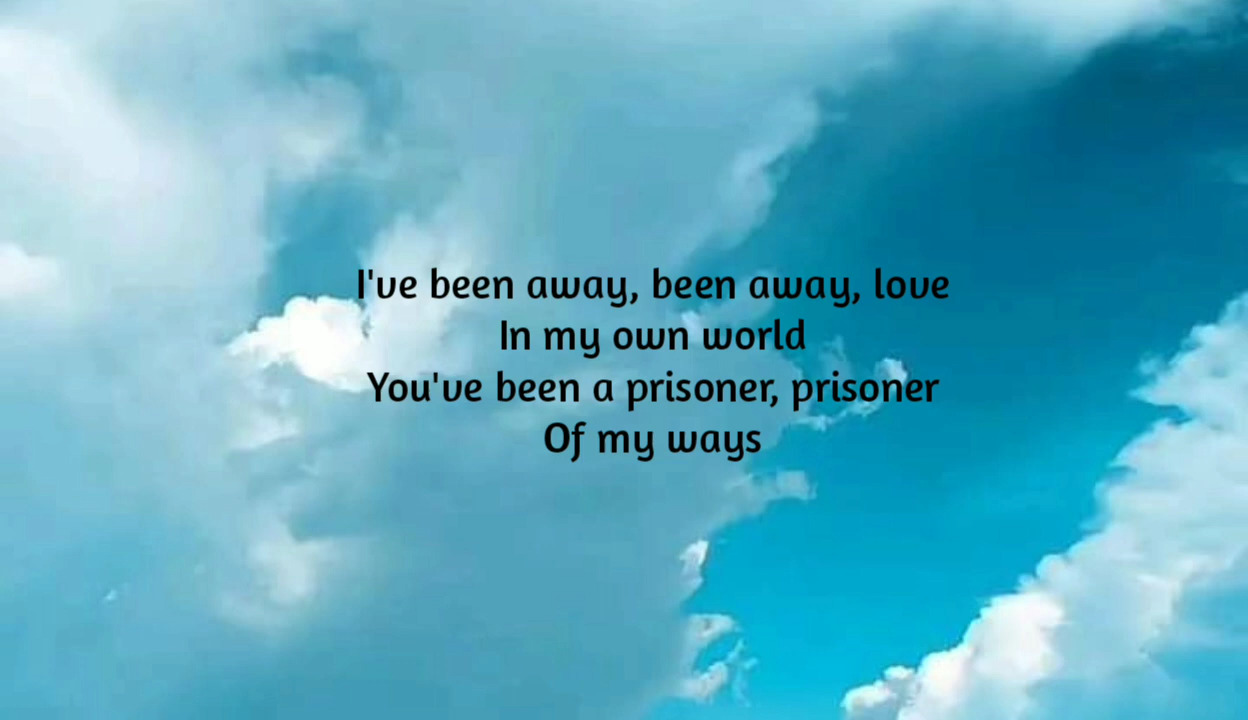 I've been away, been away, love
In my own world
You've been a prisoner, prisoner
Of my ways